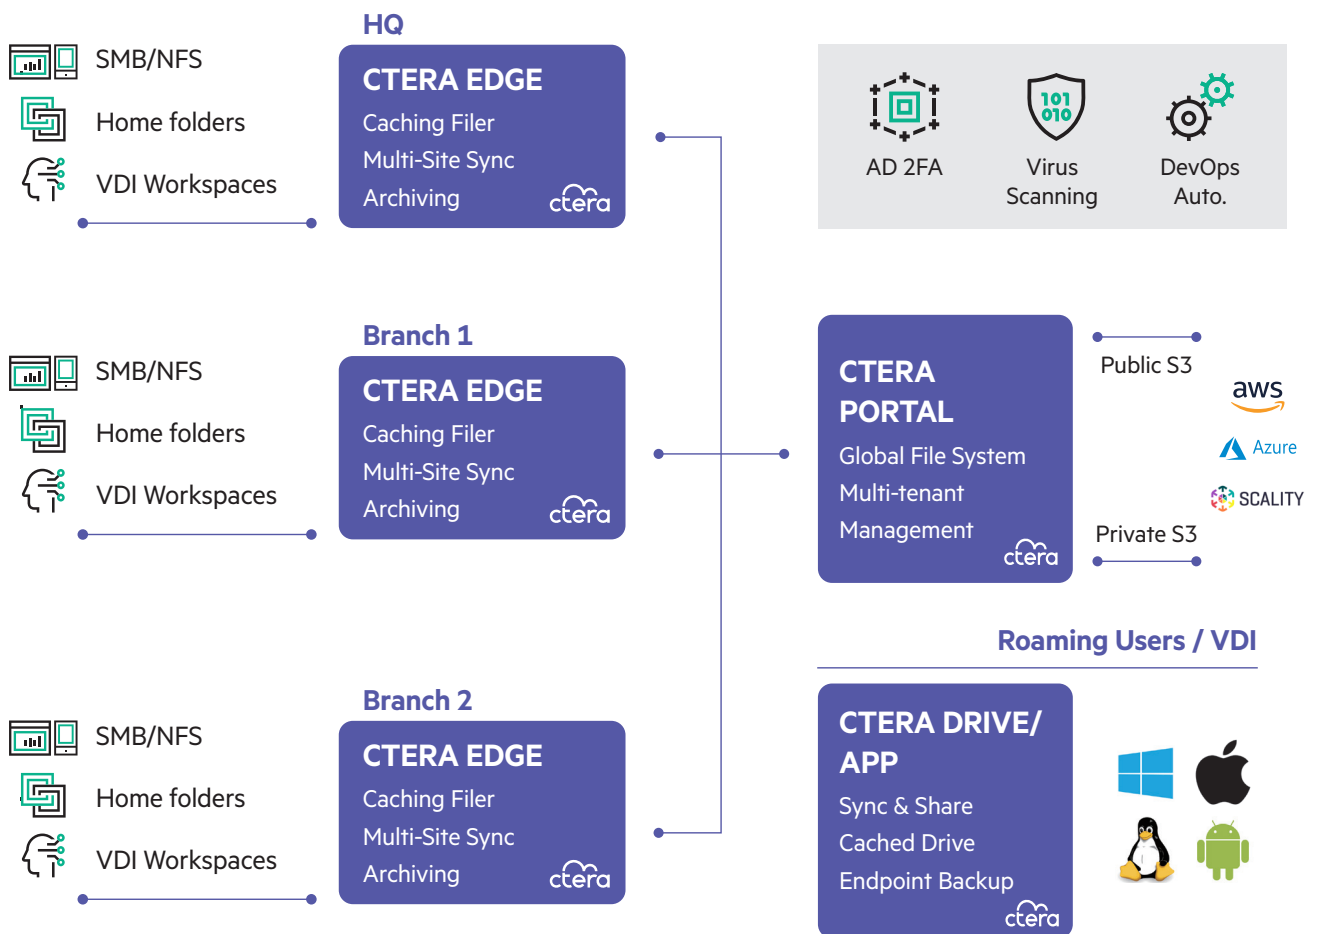 HQ
SMB/NFS
Home folders
VDI Workspaces
CTERA EDGE
Caching Filer
Multi-Site Sync
Archiving
ctera
AD 2FA
Virus
Scanning
DevOps
Auto.
101
010
Branch 1
SMB/NFS
Home folders
VDI Workspaces
CTERA EDGE
Caching Filer
Multi-Site Sync
Archiving
ctera
CTERA
PORTAL
Global File System
Multi-tenant
Management
ctera
Public S3
aws
Azure
SCALITY
Private S3
Branch 2
SMB/NFS
Home folders
VDI Workspaces
CTERA EDGE
Caching Filer
Multi-Site Sync
Archiving
ctera
Roaming Users / VDI
CTERA DRIVE/
APP
Sync & Share
Cached Drive
Endpoint Backup
ctera